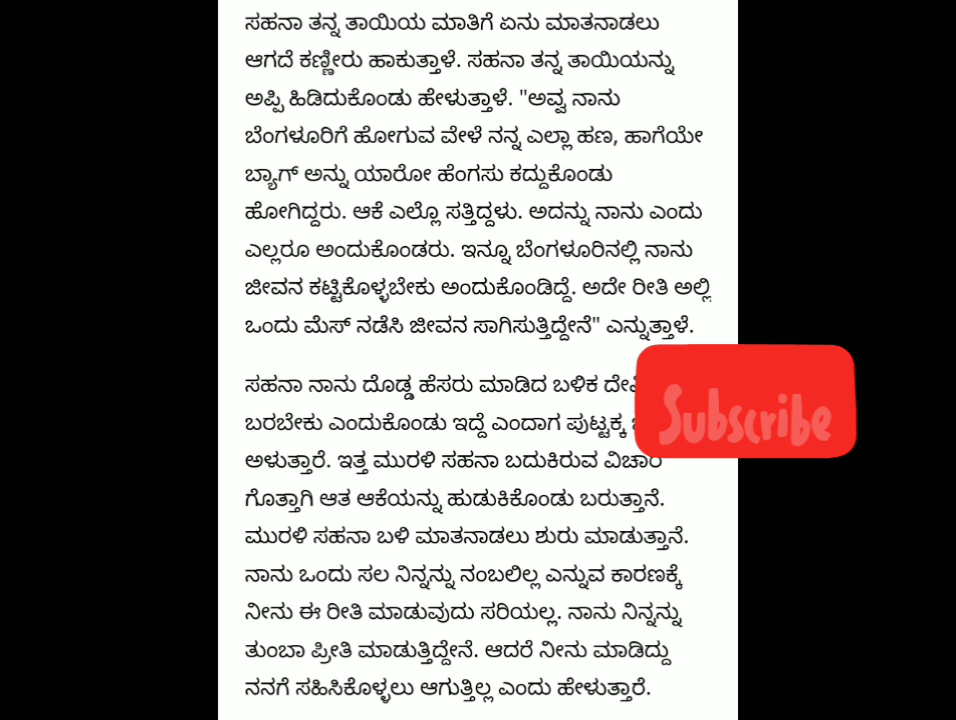 ಸಹನಾ ತನ್ನ ತಾಯಿಯ ಮಾತಿಗೆ ಏನು ಮಾತನಾಡಲು
ಆಗದೆ ಕಣ್ಣೀರು ಹಾಕುತ್ತಾಳೆ. ಸಹನಾ ತನ್ನ ತಾಯಿಯನ್ನು
ಅಪ್ಪಿ ಹಿಡಿದುಕೊಂಡು ಹೇಳುತ್ತಾಳೆ. "ಅವ್ವ ನಾನು
ಬೆಂಗಳೂರಿಗೆ ಹೋಗುವ ವೇಳೆ ನನ್ನ ಎಲ್ಲಾ ಹಣ, ಹಾಗೆಯೇ
ಬ್ಯಾಗ್ ಅನ್ನು ಯಾರೋ ಹೆಂಗಸು ಕದ್ದುಕೊಂಡು
ಹೋಗಿದ್ದರು. ಆಕೆ ಎಲ್ಲೊ ಸತ್ತಿದ್ದಳು. ಅದನ್ನು ನಾನು ಎಂದು
ಎಲ್ಲರೂ ಅಂದುಕೊಂಡರು. ಇನ್ನೂ ಬೆಂಗಳೂರಿನಲ್ಲಿ ನಾನು
ಜೀವನ ಕಟ್ಟಿಕೊಳ್ಳಬೇಕು ಅಂದುಕೊಂಡಿದ್ದೆ. ಅದೇ ರೀತಿ ಅಲ್ಲಿ
ಒಂದು ಮೆಸ್ ನಡೆಸಿ ಜೀವನ ಸಾಗಿಸುತ್ತಿದ್ದೇನೆ" ಎನ್ನುತ್ತಾಳೆ.
ಸಹನಾ ನಾನು ದೊಡ್ಡ ಹೆಸರು ಮಾಡಿದ ಬಳಿಕ
ಬರಬೇಕು ಎಂದುಕೊಂಡು ಇದ್ದೆ ಎಂದಾಗ ಪುಟ್ಟಕ್ಕ
Subscribe
ಅಳುತ್ತಾರೆ. ಇತ್ತ ಮುರಳಿ ಸಹನಾ ಬದುಕಿರುವ ವಿಚಾರ
ಗೊತ್ತಾಗಿ ಆತ ಆಕೆಯನ್ನು ಹುಡುಕಿಕೊಂಡು ಬರುತ್ತಾನೆ.
ಮುರಳಿ ಸಹನಾ ಬಳಿ ಮಾತನಾಡಲು ಶುರು ಮಾಡುತ್ತಾನೆ.
ನಾನು ಒಂದು ಸಲ ನಿನ್ನನ್ನು ನಂಬಲಿಲ್ಲ ಎನ್ನುವ ಕಾರಣಕ್ಕೆ
ನೀನು ಈ ರೀತಿ ಮಾಡುವುದು ಸರಿಯಲ್ಲ. ನಾನು ನಿನ್ನನ್ನು
ತುಂಬಾ ಪ್ರೀತಿ ಮಾಡುತ್ತಿದ್ದೇನೆ. ಆದರೆ ನೀನು ಮಾಡಿದ್ದು
ನನಗೆ ಸಹಿಸಿಕೊಳ್ಳಲು ಆಗುತ್ತಿಲ್ಲ ಎಂದು ಹೇಳುತ್ತಾರೆ.